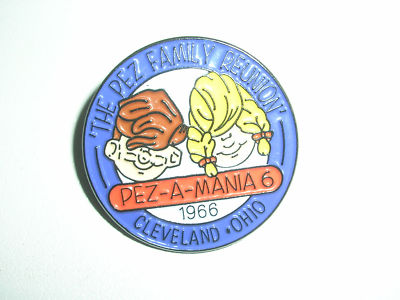 'THE PEZ FAMILY REUNION'
PEZ-A-MANIA 6
1966
CLEVELAND • OHIO